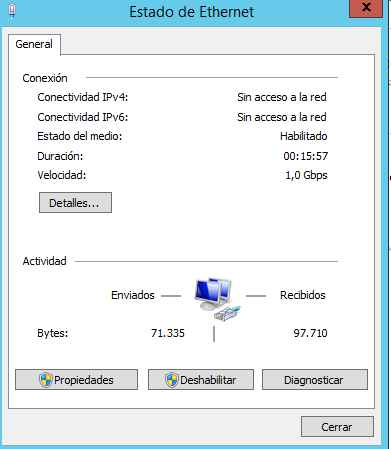 Estado de Ethernet
General
Conexión
Conectividad IPv4: Sin acceso a la red
Conectividad IPv6: Sin acceso a la red
Estado del medio: Habilitado
Duración: 00:15:57
Velocidad: 1,0 Gbps
Detalles...
Actividad
Enviados — Recibidos
Bytes: 71.335 | 97.710
Propiedades Deshabilitar Diagnosticar
Cerrar